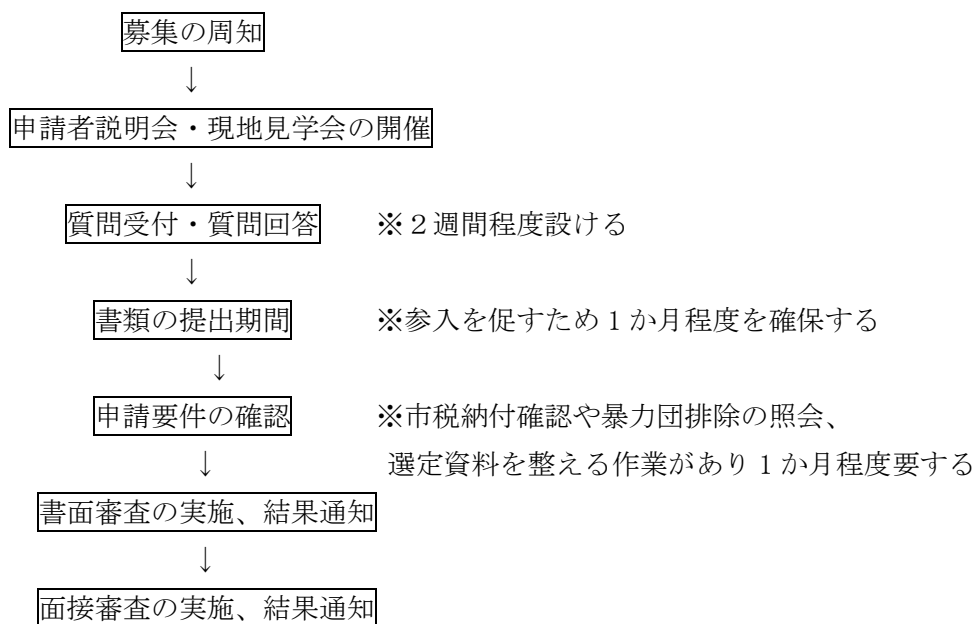 募集の周知
↓
申請者説明会・現地見学会の開催
↓
質問受付・質問回答 ※２週間程度設ける
↓
書類の提出期間 ※参入を促すため１か月程度を確保する
↓
申請要件の確認 ※市税納付確認や暴力団排除の照会、
↓ 選定資料を整える作業があり１か月程度要する
書面審査の実施、結果通知
↓
面接審査の実施、結果通知